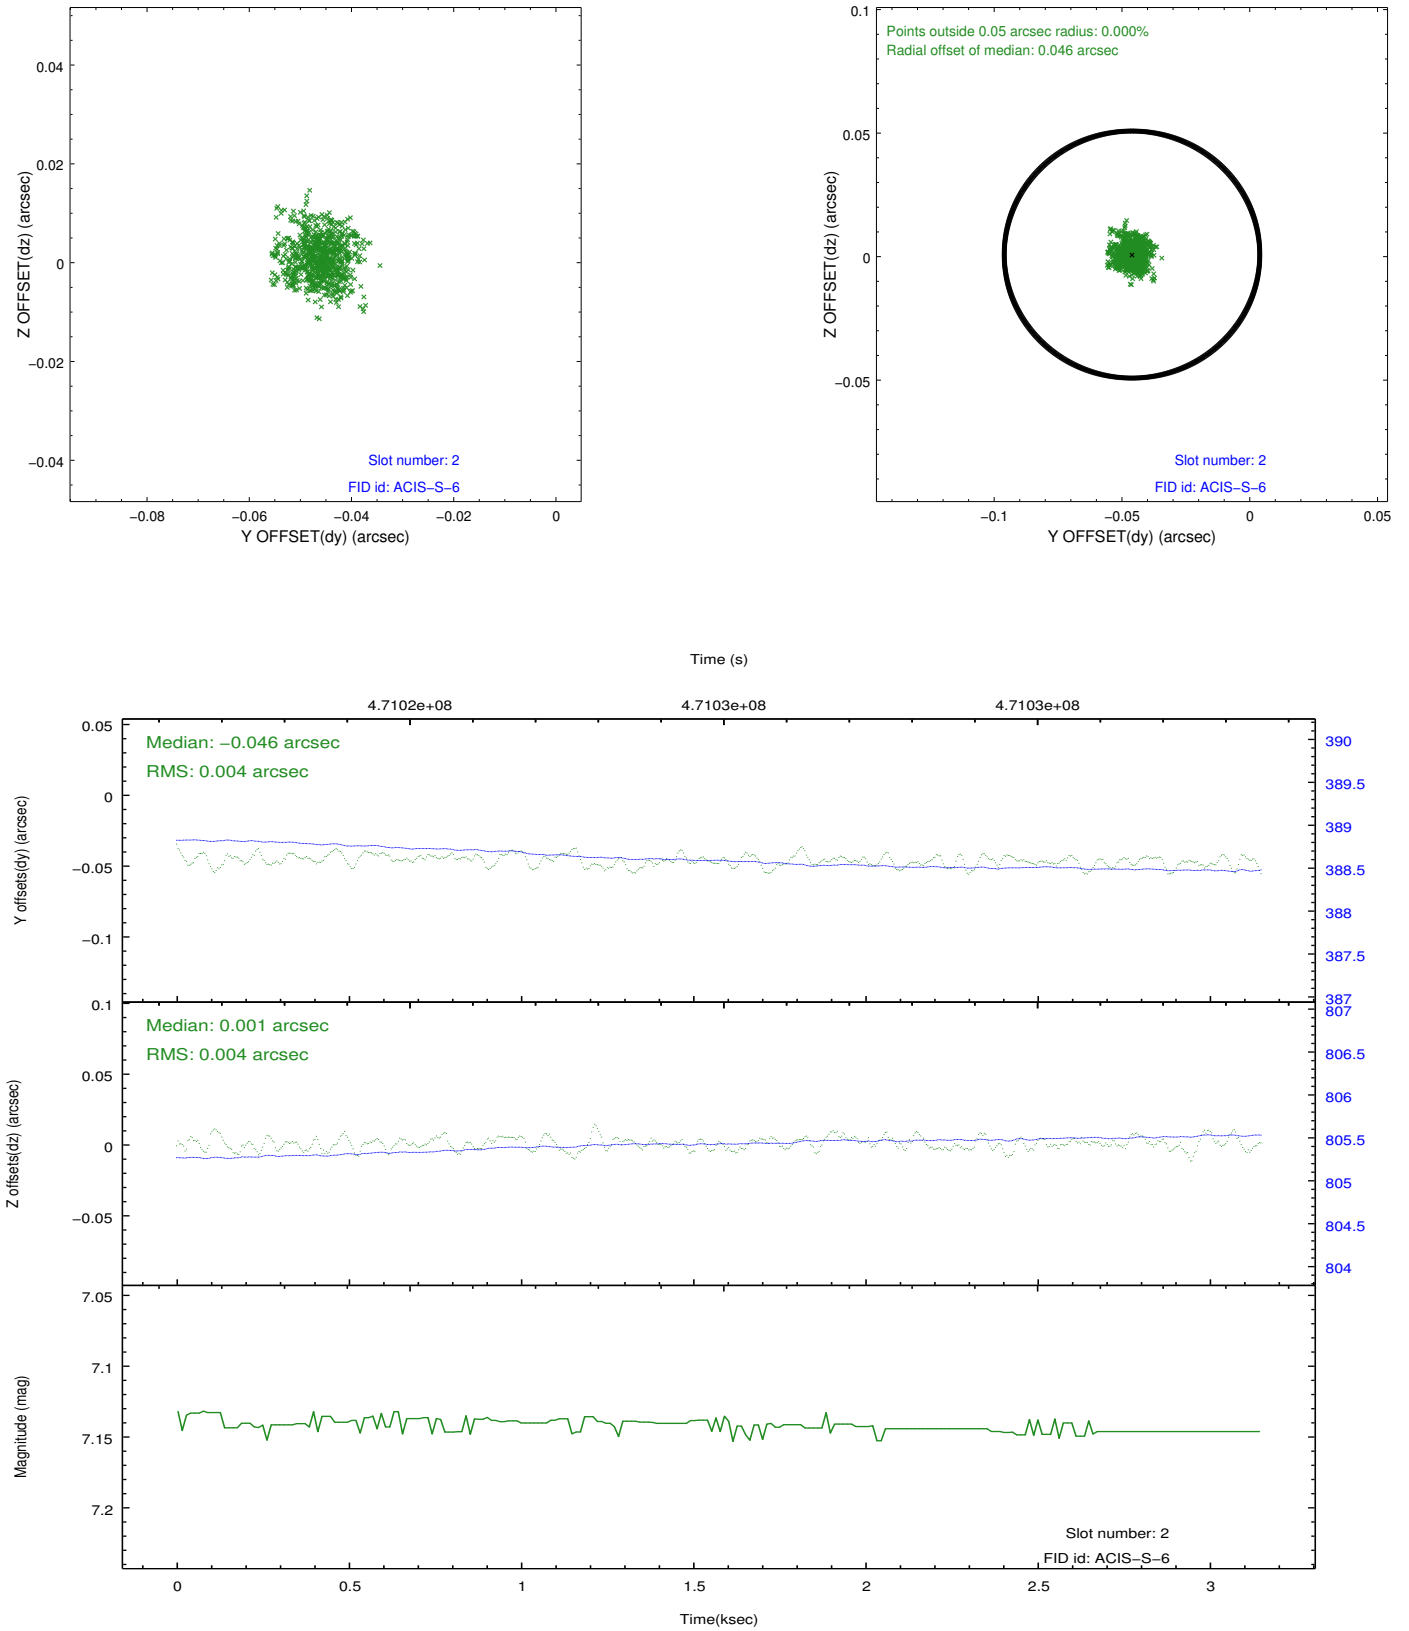 0.04
0.02
0
−0.02
−0.04
Z OFFSET(dz) (arcsec)
Slot number: 2
FID id: ACIS−S−6
−0.08 −0.06 −0.04 −0.02 0
Y OFFSET(dy) (arcsec)
0.1
0.05
0
−0.05
Z OFFSET(dz) (arcsec)
Points outside 0.05 arcsec radius: 0.000%
Radial offset of median: 0.046 arcsec
Slot number: 2
FID id: ACIS−S−6
−0.1 −0.05 0 0.05
Y OFFSET(dy) (arcsec)
Time (s)
4.7102e+08 4.7103e+08 4.7103e+08
0.05
0
−0.05
−0.1
Y offsets(dy) (arcsec)
Median: −0.046 arcsec
RMS: 0.004 arcsec
390
389.5
389
388.5
388
387.5
387
0.1
0.05
0
−0.05
Z offsets(dz) (arcsec)
Median: 0.001 arcsec
RMS: 0.004 arcsec
807
806.5
806
805.5
805
804.5
804
7.05
7.1
7.15
7.2
Magnitude (mag)
Slot number: 2
FID id: ACIS−S−6
0 0.5 1 1.5 2 2.5 3
Time(ksec)